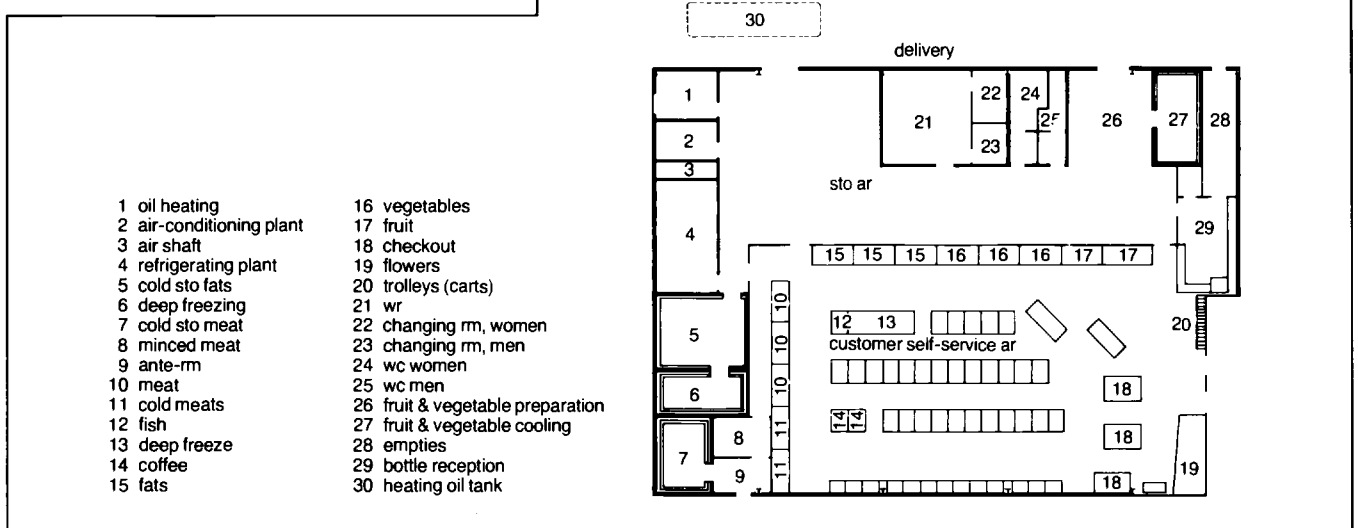 30
delivery
1
2
3
4
5
6
7
8
9
21
22
23
24
25
26
27
28
29
sto ar
15 15 15 16 16 16 17 17
10
10
10
11
11
12 13
customer self-service ar
14 14
18
18
18
19
20
1 oil heating
2 air-conditioning plant
3 air shaft
4 refrigerating plant
5 cold sto fats
6 deep freezing
7 cold sto meat
8 minced meat
9 ante-rm
10 meat
11 cold meats
12 fish
13 deep freeze
14 coffee
15 fats
16 vegetables
17 fruit
18 checkout
19 flowers
20 trolleys (carts)
21 wr
22 changing rm, women
23 changing rm, men
24 wc women
25 wc men
26 fruit & vegetable preparation
27 fruit & vegetable cooling
28 empties
29 bottle reception
30 heating oil tank